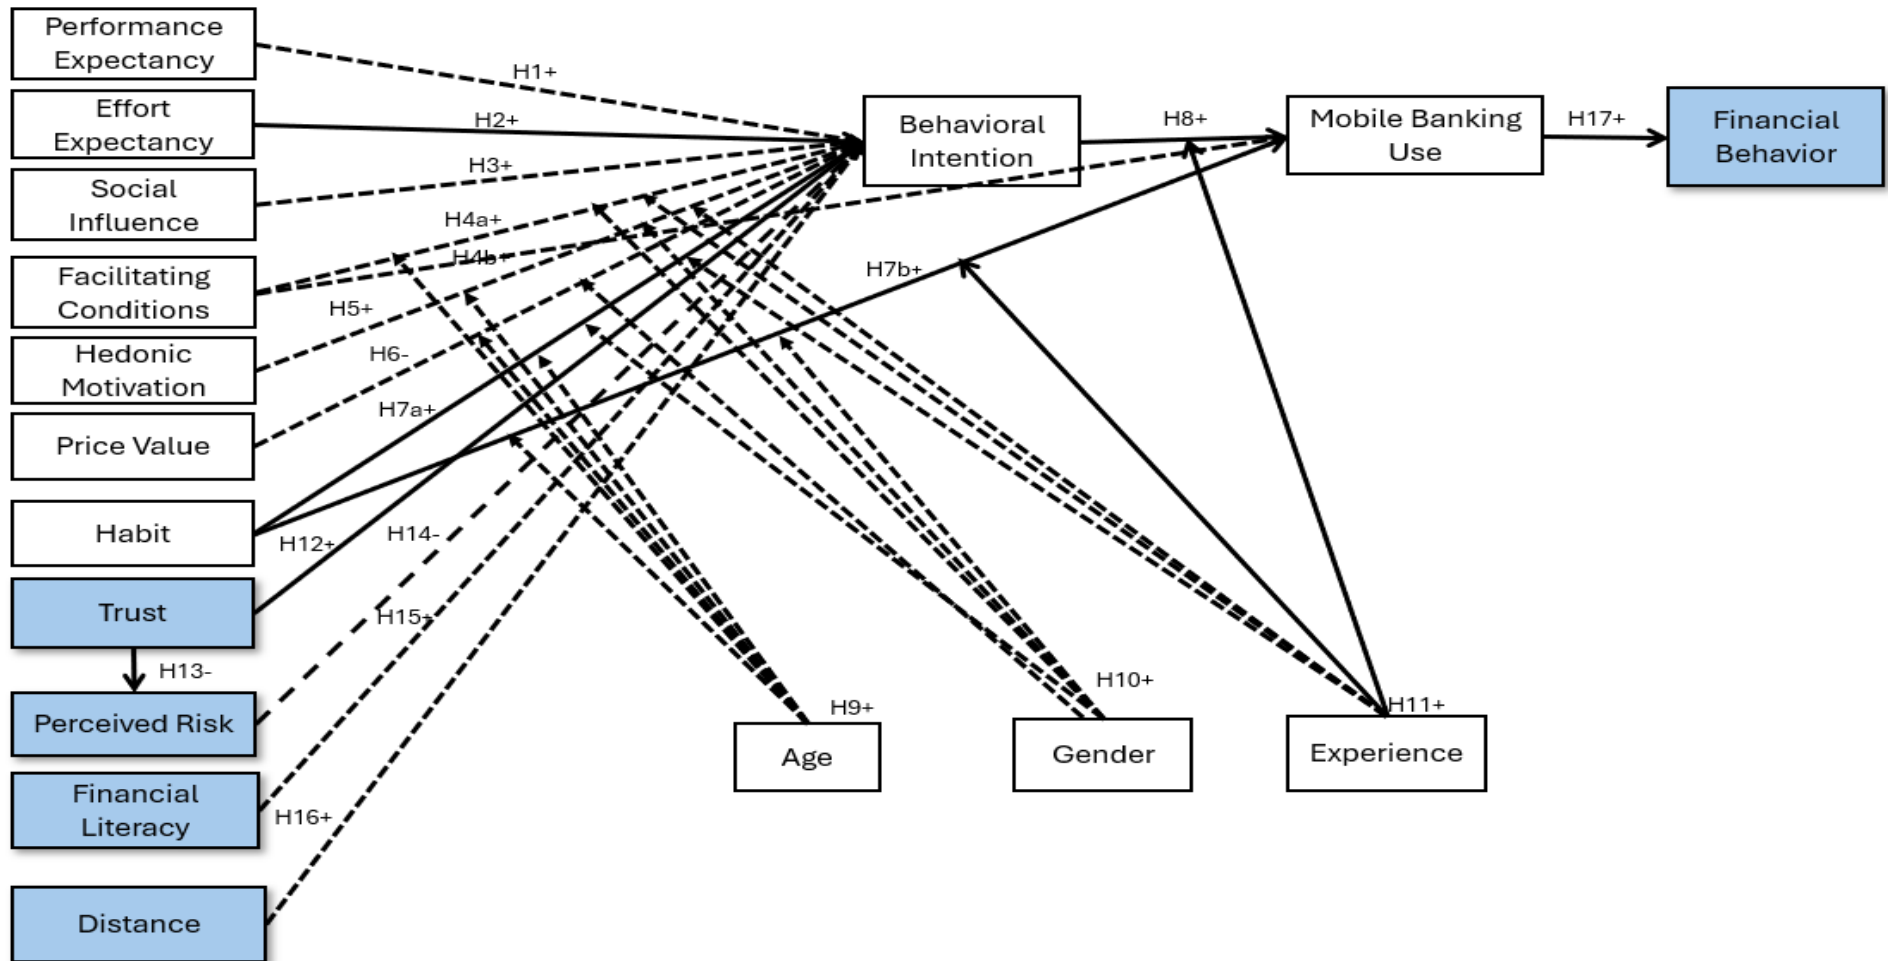 Performance
Expectancy
H1+
Effort
Expectancy
H2+
Social
Influence
H3+
Facilitating
Conditions
H4a+
H4b+
Hedonic
Motivation
H5+
Price Value
H6-
Habit
H7a+
H7b+
Trust
H12+
H13-
Perceived Risk
H14-
Financial
Literacy
H15+
Distance
H16+
Behavioral
Intention
H8+
Mobile Banking
Use
H17+
Financial
Behavior
H9+
Age
H10+
Gender
H11+
Experience